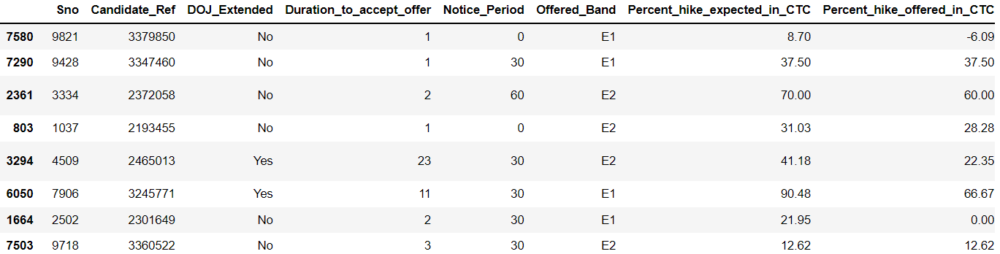 Sno Candidate_Ref DOJ_Extended Duration_to_accept_offer Notice_Period Offered_Band Percent_hike_expected_in_CTC Percent_hike_offered_in_CTC
7580 9821 3379850 No 1 0 E1 8.70 -6.09
7290 9428 3347460 No 1 30 E1 37.50 37.50
2361 3334 2372058 No 2 60 E2 70.00 60.00
803 1037 2193455 No 1 0 E2 31.03 28.28
3294 4509 2465013 Yes 23 30 E2 41.18 22.35
6050 7906 3245771 Yes 11 30 E1 90.48 66.67
1664 2502 2301649 No 2 30 E1 21.95 0.00
7503 9718 3360522 No 3 30 E2 12.62 12.62